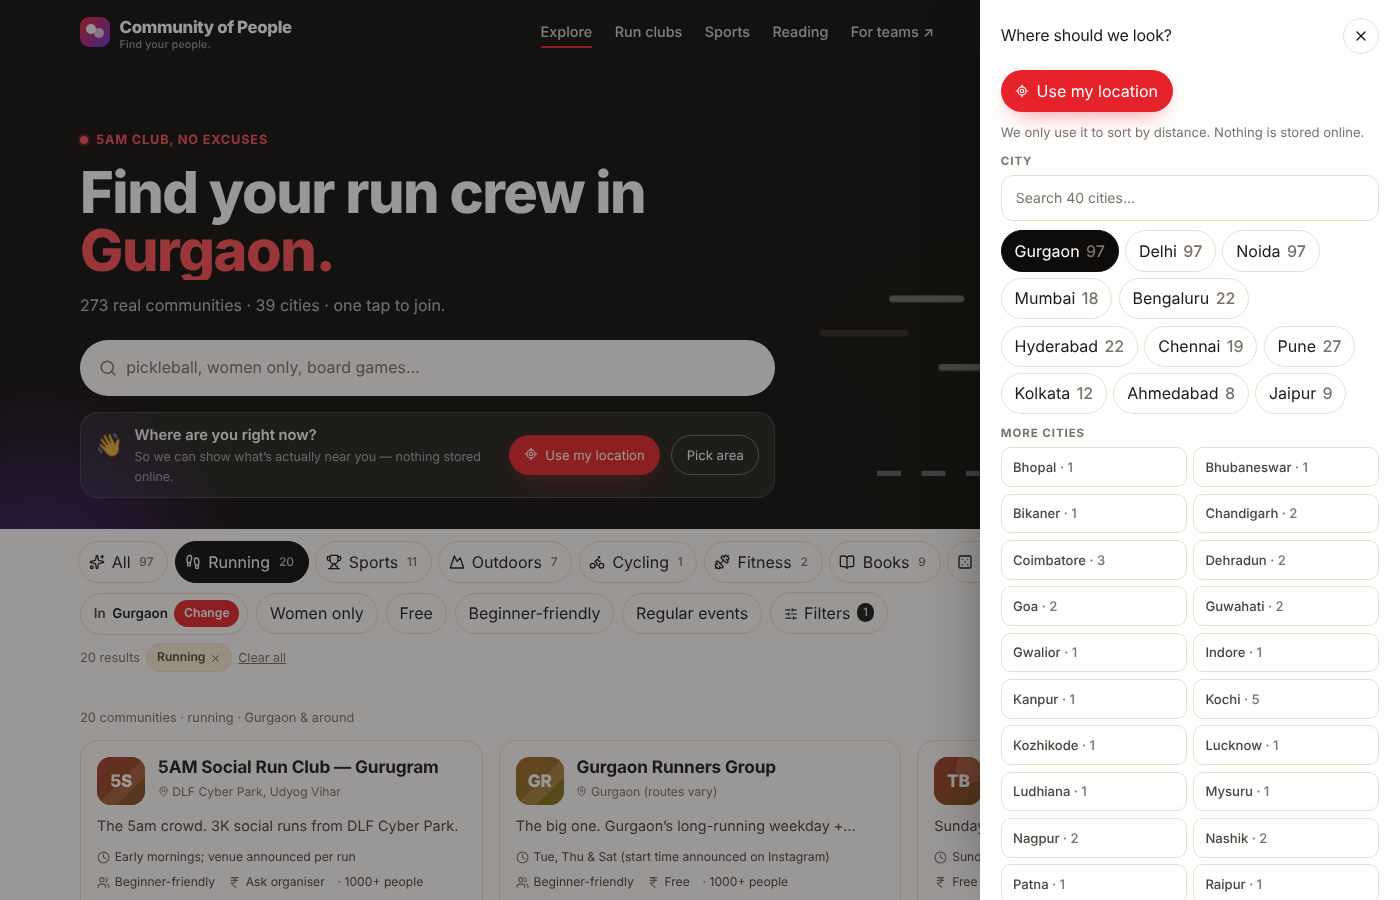 Community of People
Find your people.
Explore
Run clubs
Sports
Reading
For teams ↗
5AM CLUB, NO EXCUSES
Find your run crew in
Gurgaon.
273 real communities · 39 cities · one tap to join.
pickleball, women only, board games...
Where are you right now?
So we can show what's actually near you — nothing stored
online.
Use my location
Pick area
All 97
Running 20
Sports 11
Outdoors 7
Cycling 1
Fitness 2
Books 9
In Gurgaon Change
Women only
Free
Beginner-friendly
Regular events
Filters 1
20 results
Running ×
Clear all
20 communities · running · Gurgaon & around
5S
5AM Social Run Club — Gurugram
DLF Cyber Park, Udyog Vihar
The 5am crowd. 3K social runs from DLF Cyber Park.
Early mornings; venue announced per run
Beginner-friendly ₹ Ask organiser · 1000+ people
GR
Gurgaon Runners Group
Gurgaon (routes vary)
The big one. Gurgaon’s long-running weekday +...
Tue, Thu & Sat (start time announced on Instagram)
Beginner-friendly ₹ Free · 1000+ people
TB
₹ Free
Where should we look?
Use my location
We only use it to sort by distance. Nothing is stored online.
CITY
Search 40 cities...
Gurgaon 97
Delhi 97
Noida 97
Mumbai 18
Bengaluru 22
Hyderabad 22
Chennai 19
Pune 27
Kolkata 12
Ahmedabad 8
Jaipur 9
MORE CITIES
Bhopal · 1
Bhubaneswar · 1
Bikaner · 1
Chandigarh · 2
Coimbatore · 3
Dehradun · 2
Goa · 2
Guwahati · 2
Gwalior · 1
Indore · 1
Kanpur · 1
Kochi · 5
Kozhikode · 1
Lucknow · 1
Ludhiana · 1
Mysuru · 1
Nagpur · 2
Nashik · 2
Patna · 1
Raipur · 1